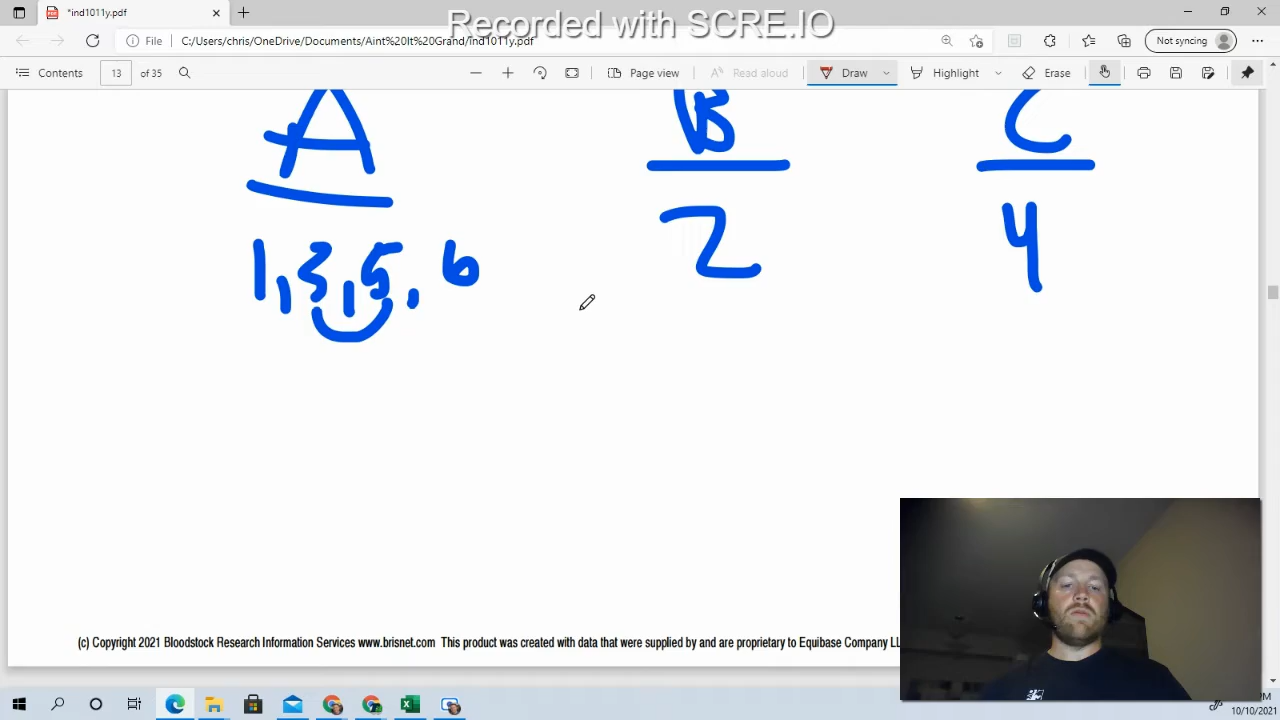 *ind1011y.pdf
Recorded with SCRE.IO
File C:/Users/chris/OneDrive/Documents/Aint%20It%20Grand/ind1011y.pdf Not syncing
Contents 13 of 35 Page view Read aloud Draw Highlight Erase
A B C
1, 3, 5, 6 2 4
(c) Copyright 2021 Bloodstock Research Information Services www.brisnet.com This product was created with data that were supplied by and are proprietary to Equibase Company LL
10/10/2021